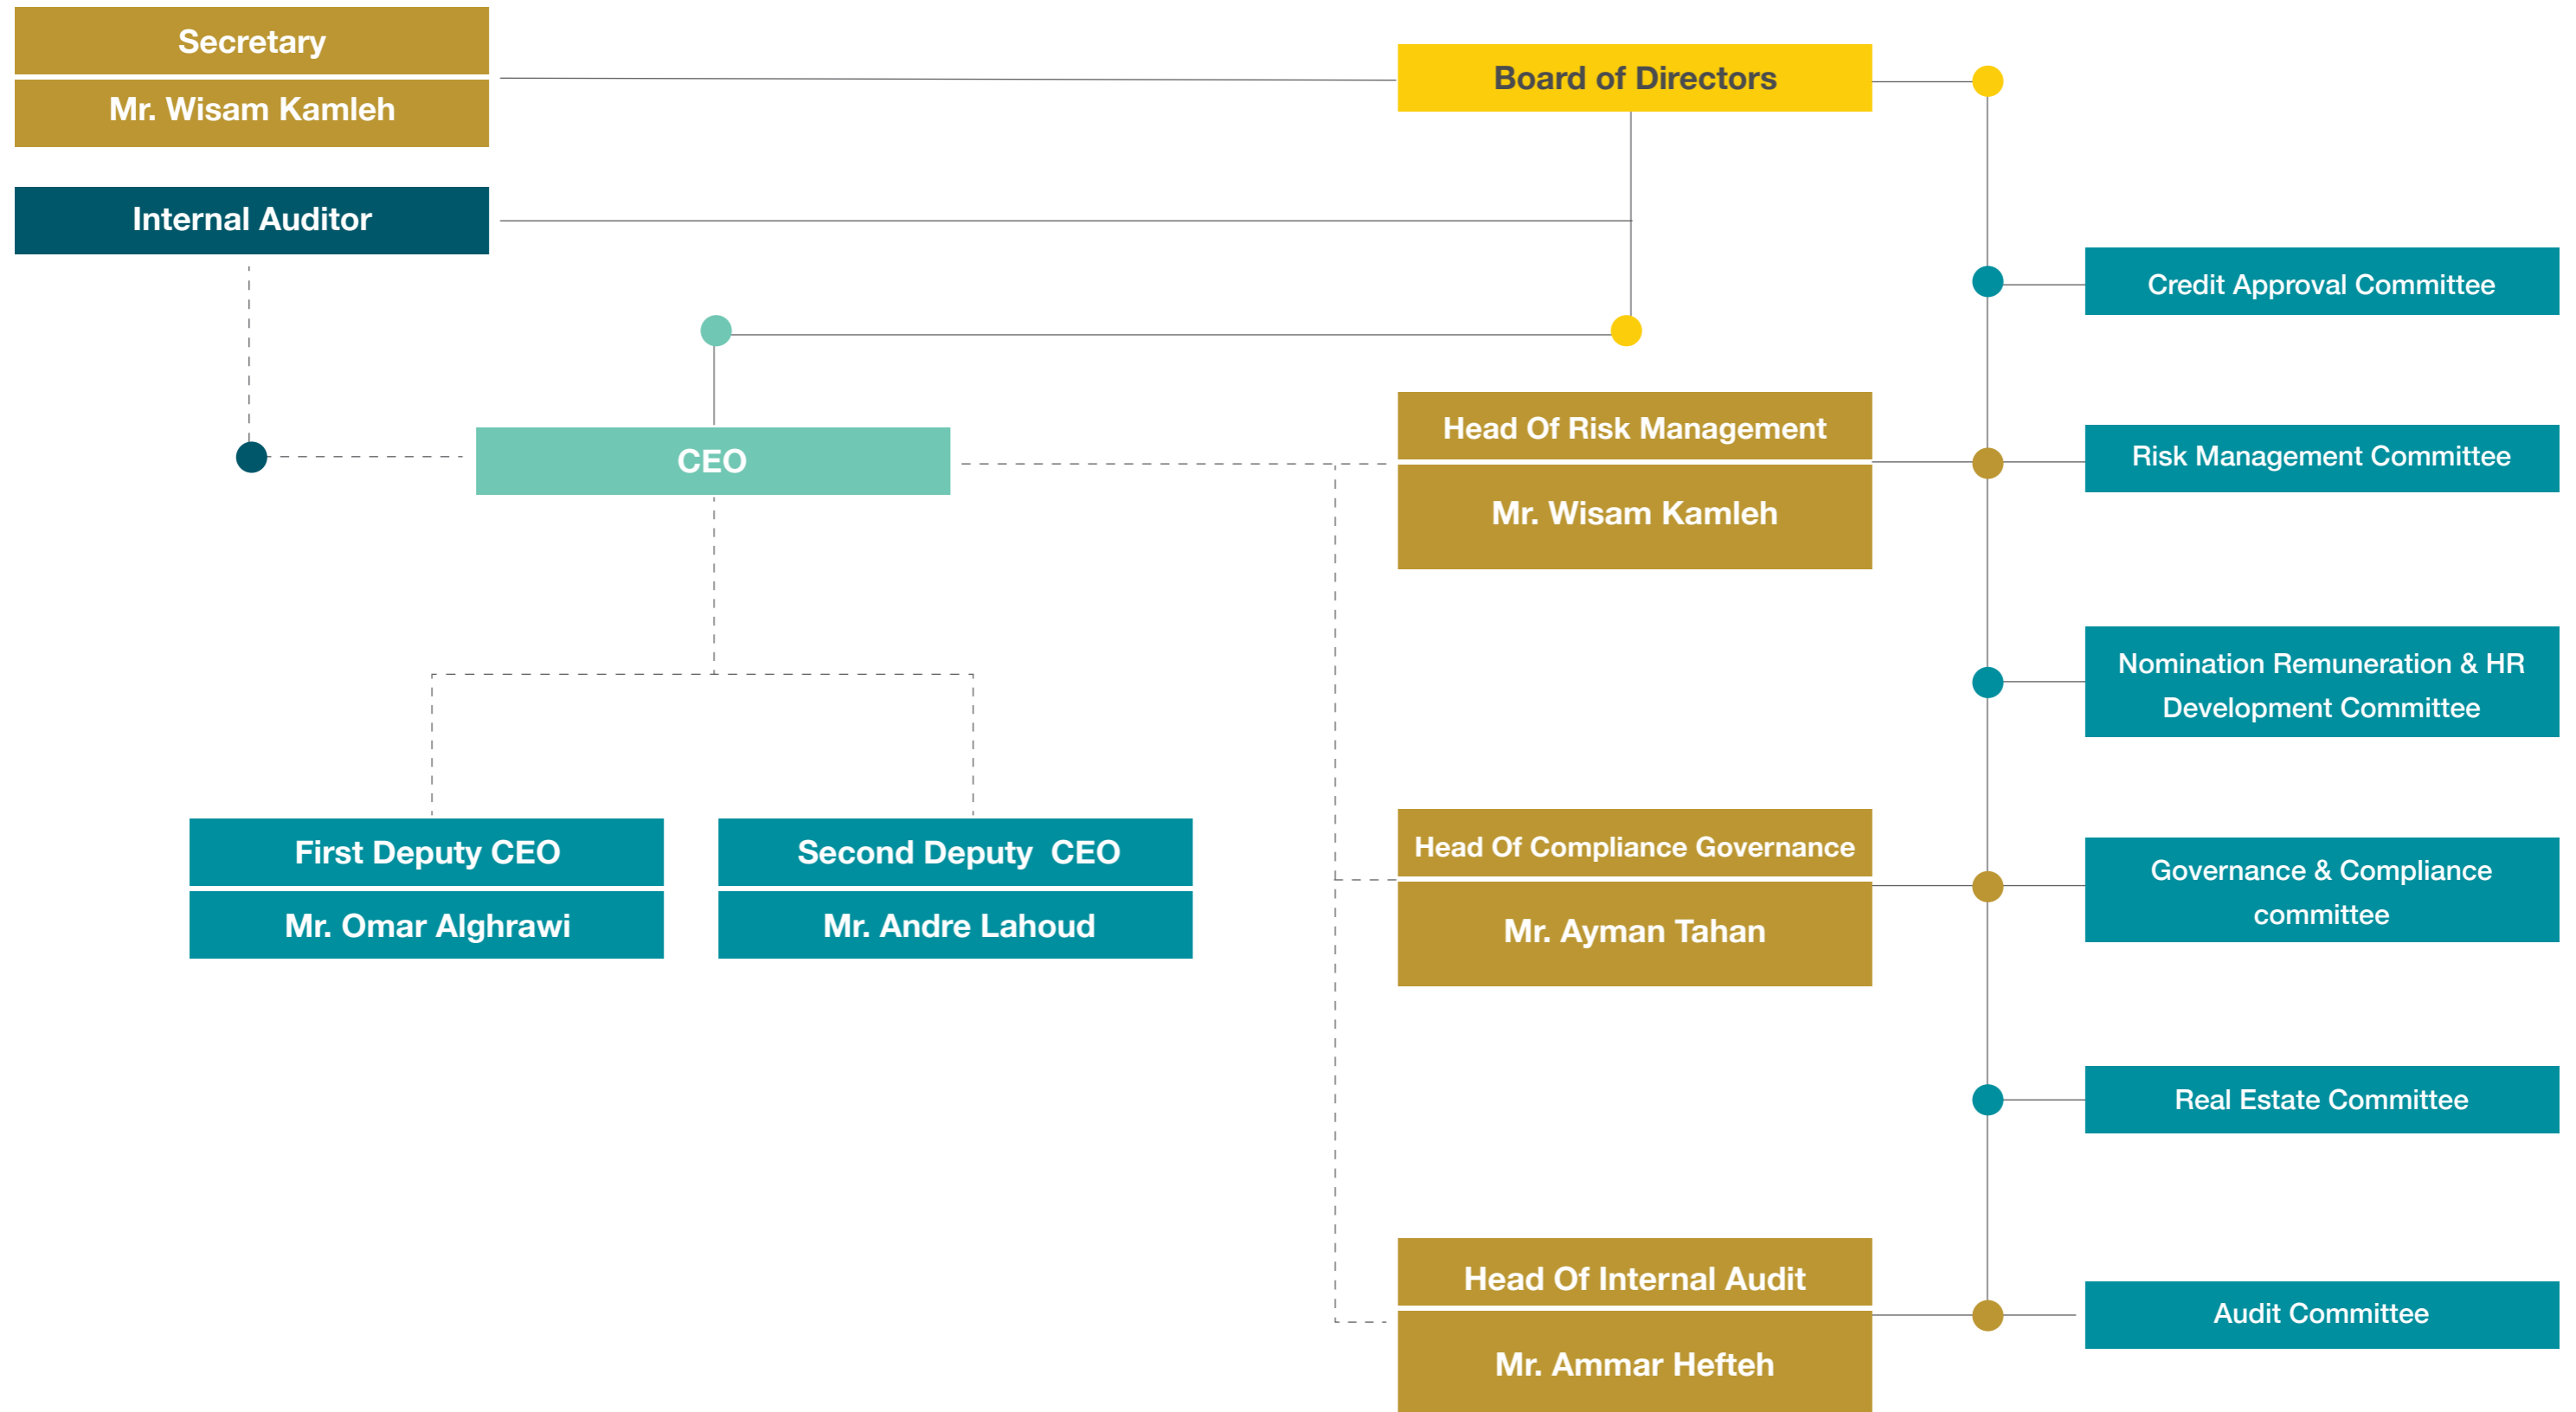 Secretary
Mr. Wisam Kamleh
Board of Directors
Internal Auditor
Credit Approval Committee
CEO
Head Of Risk Management
Mr. Wisam Kamleh
Risk Management Committee
Nomination Remuneration & HR
Development Committee
First Deputy CEO
Mr. Omar Alghrawi
Second Deputy CEO
Mr. Andre Lahoud
Head Of Compliance Governance
Mr. Ayman Tahan
Governance & Compliance
committee
Real Estate Committee
Head Of Internal Audit
Mr. Ammar Hefteh
Audit Committee